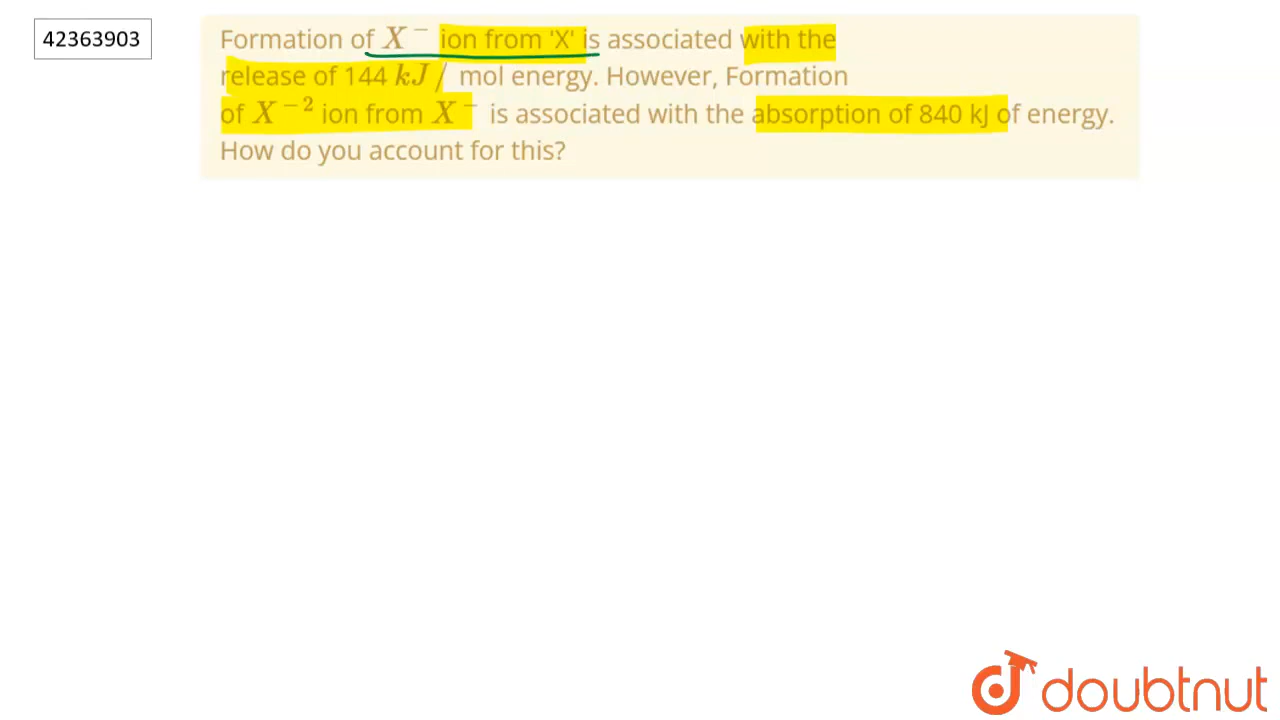 42363903
Formation of X⁻ ion from 'X' is associated with the
release of 144 kJ / mol energy. However, Formation
of X⁻² ion from X⁻ is associated with the absorption of 840 kJ of energy.
How do you account for this?
doubtnut